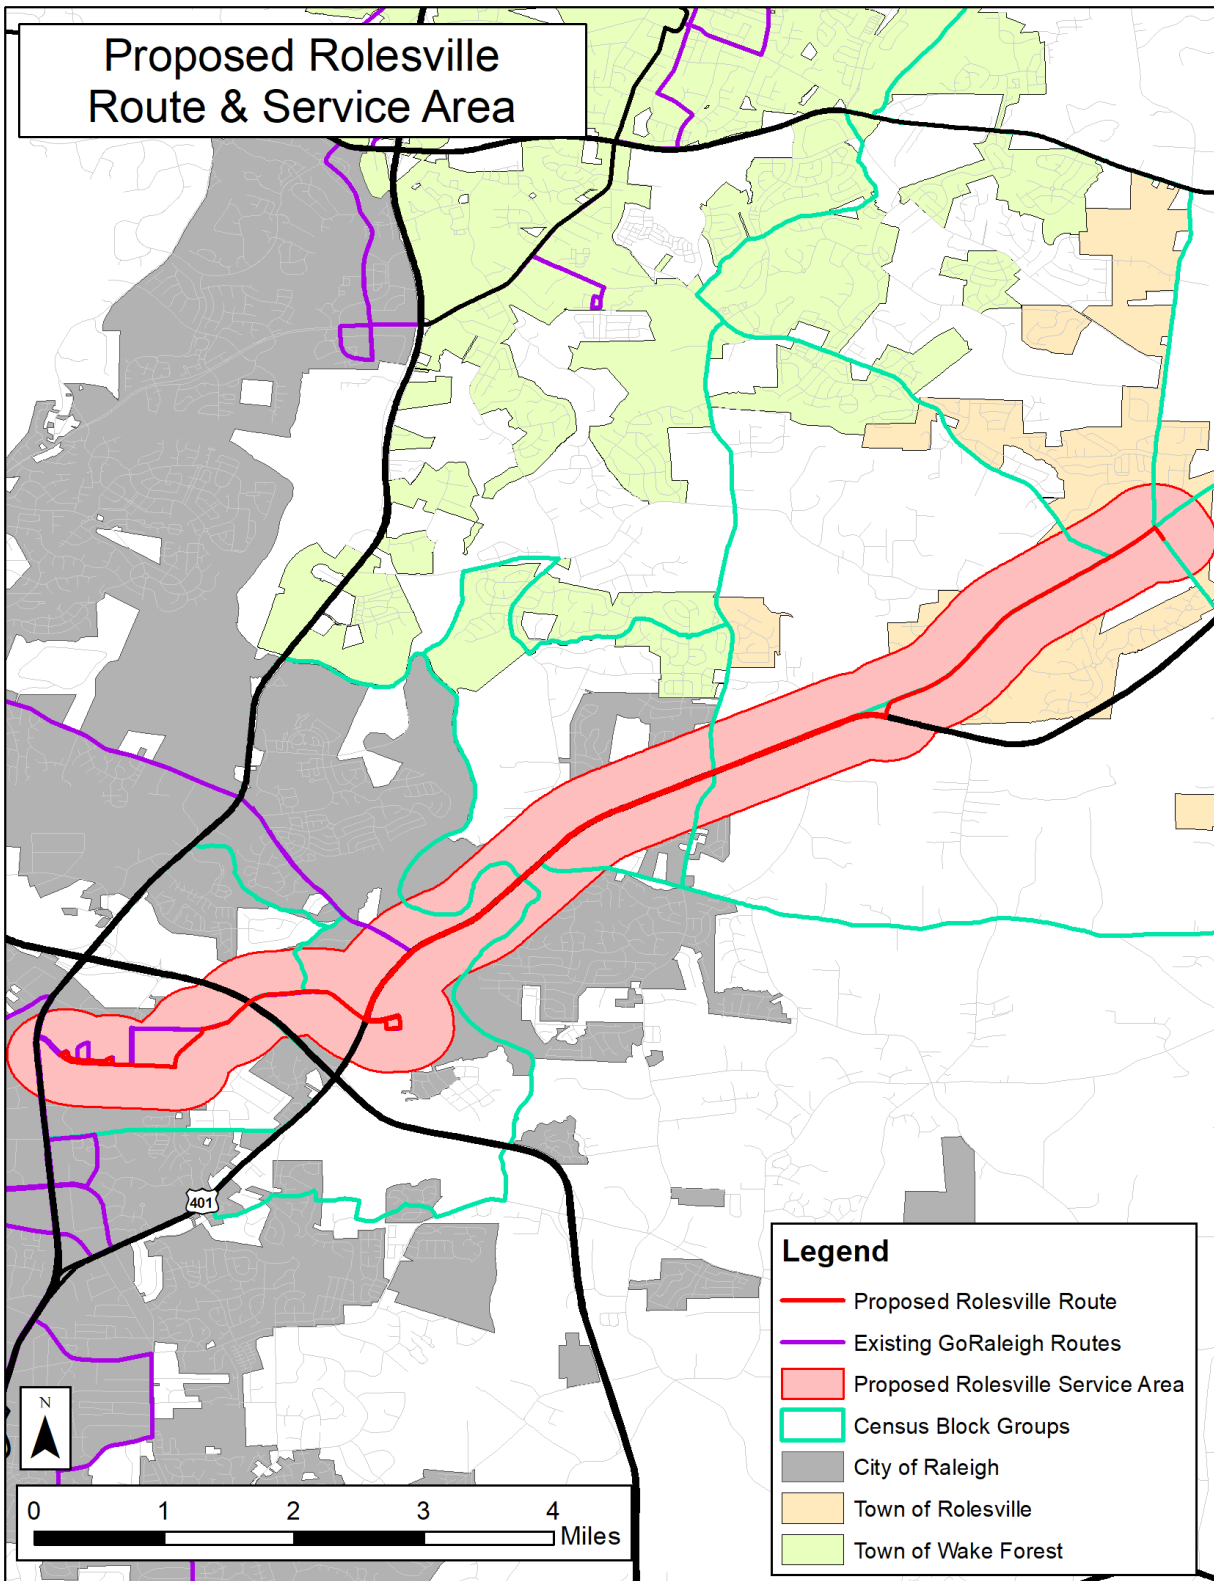 Proposed Rolesville
Route & Service Area
401
Legend
Proposed Rolesville Route
Existing GoRaleigh Routes
Proposed Rolesville Service Area
Census Block Groups
City of Raleigh
Town of Rolesville
Town of Wake Forest
N
0 1 2 3 4
Miles